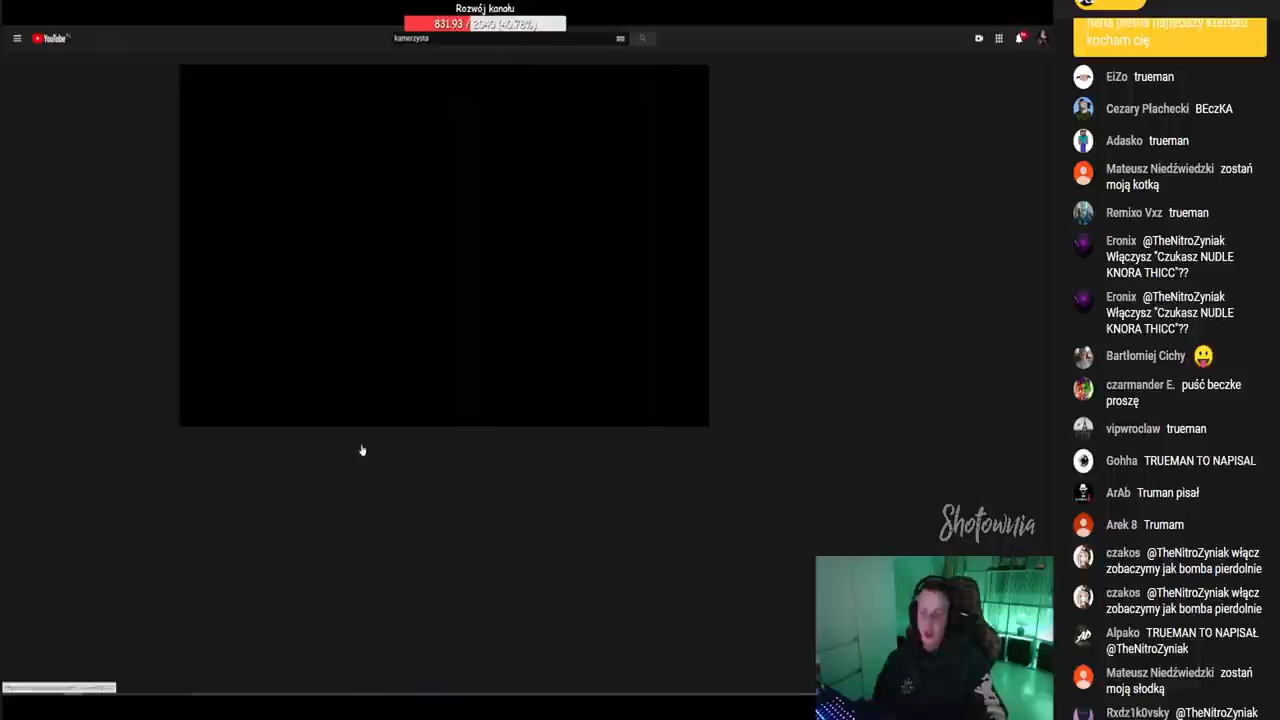 Rozwój kanału
831.93 / 2040 (40.78%)
YouTube
kamerzysta
kocham cię
EiZo trueman
Cezary Płachecki BEczKA
Adasko trueman
Mateusz Niedźwiedzki zostań
moją kotką
Remixo Vxz trueman
Eronix @TheNitroZyniak
Włączysz "Czukasz NUDLE
KNORA THICC"??
Eronix @TheNitroZyniak
Włączysz "Czukasz NUDLE
KNORA THICC"??
Bartłomiej Cichy
czarmander E. puść beczke
proszę
vipwroclaw trueman
Gohha TRUEMAN TO NAPISAL
ArAb Truman pisał
Arek 8 Trumam
czakos @TheNitroZyniak włącz
zobaczymy jak bomba pierdolnie
czakos @TheNitroZyniak włącz
zobaczymy jak bomba pierdolnie
Alpako TRUEMAN TO NAPISAŁ
@TheNitroZyniak
Mateusz Niedźwiedzki zostań
moją słodką
Rxdz1k0vsky @TheNitroZyniak
Shotownia